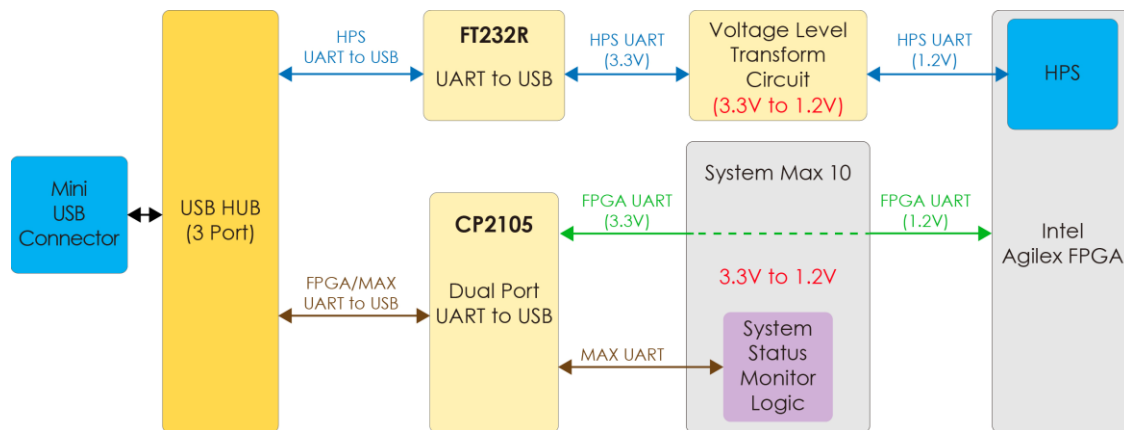 Mini
USB
Connector
USB HUB
(3 Port)
HPS
UART to USB
FT232R
UART to USB
HPS UART
(3.3V)
Voltage Level
Transform
Circuit
(3.3V to 1.2V)
HPS UART
(1.2V)
HPS
FPGA/MAX
UART to USB
CP2105
Dual Port
UART to USB
FPGA UART
(3.3V)
System Max 10
3.3V to 1.2V
FPGA UART
(1.2V)
MAX UART
System
Status
Monitor
Logic
Intel
Agilex FPGA